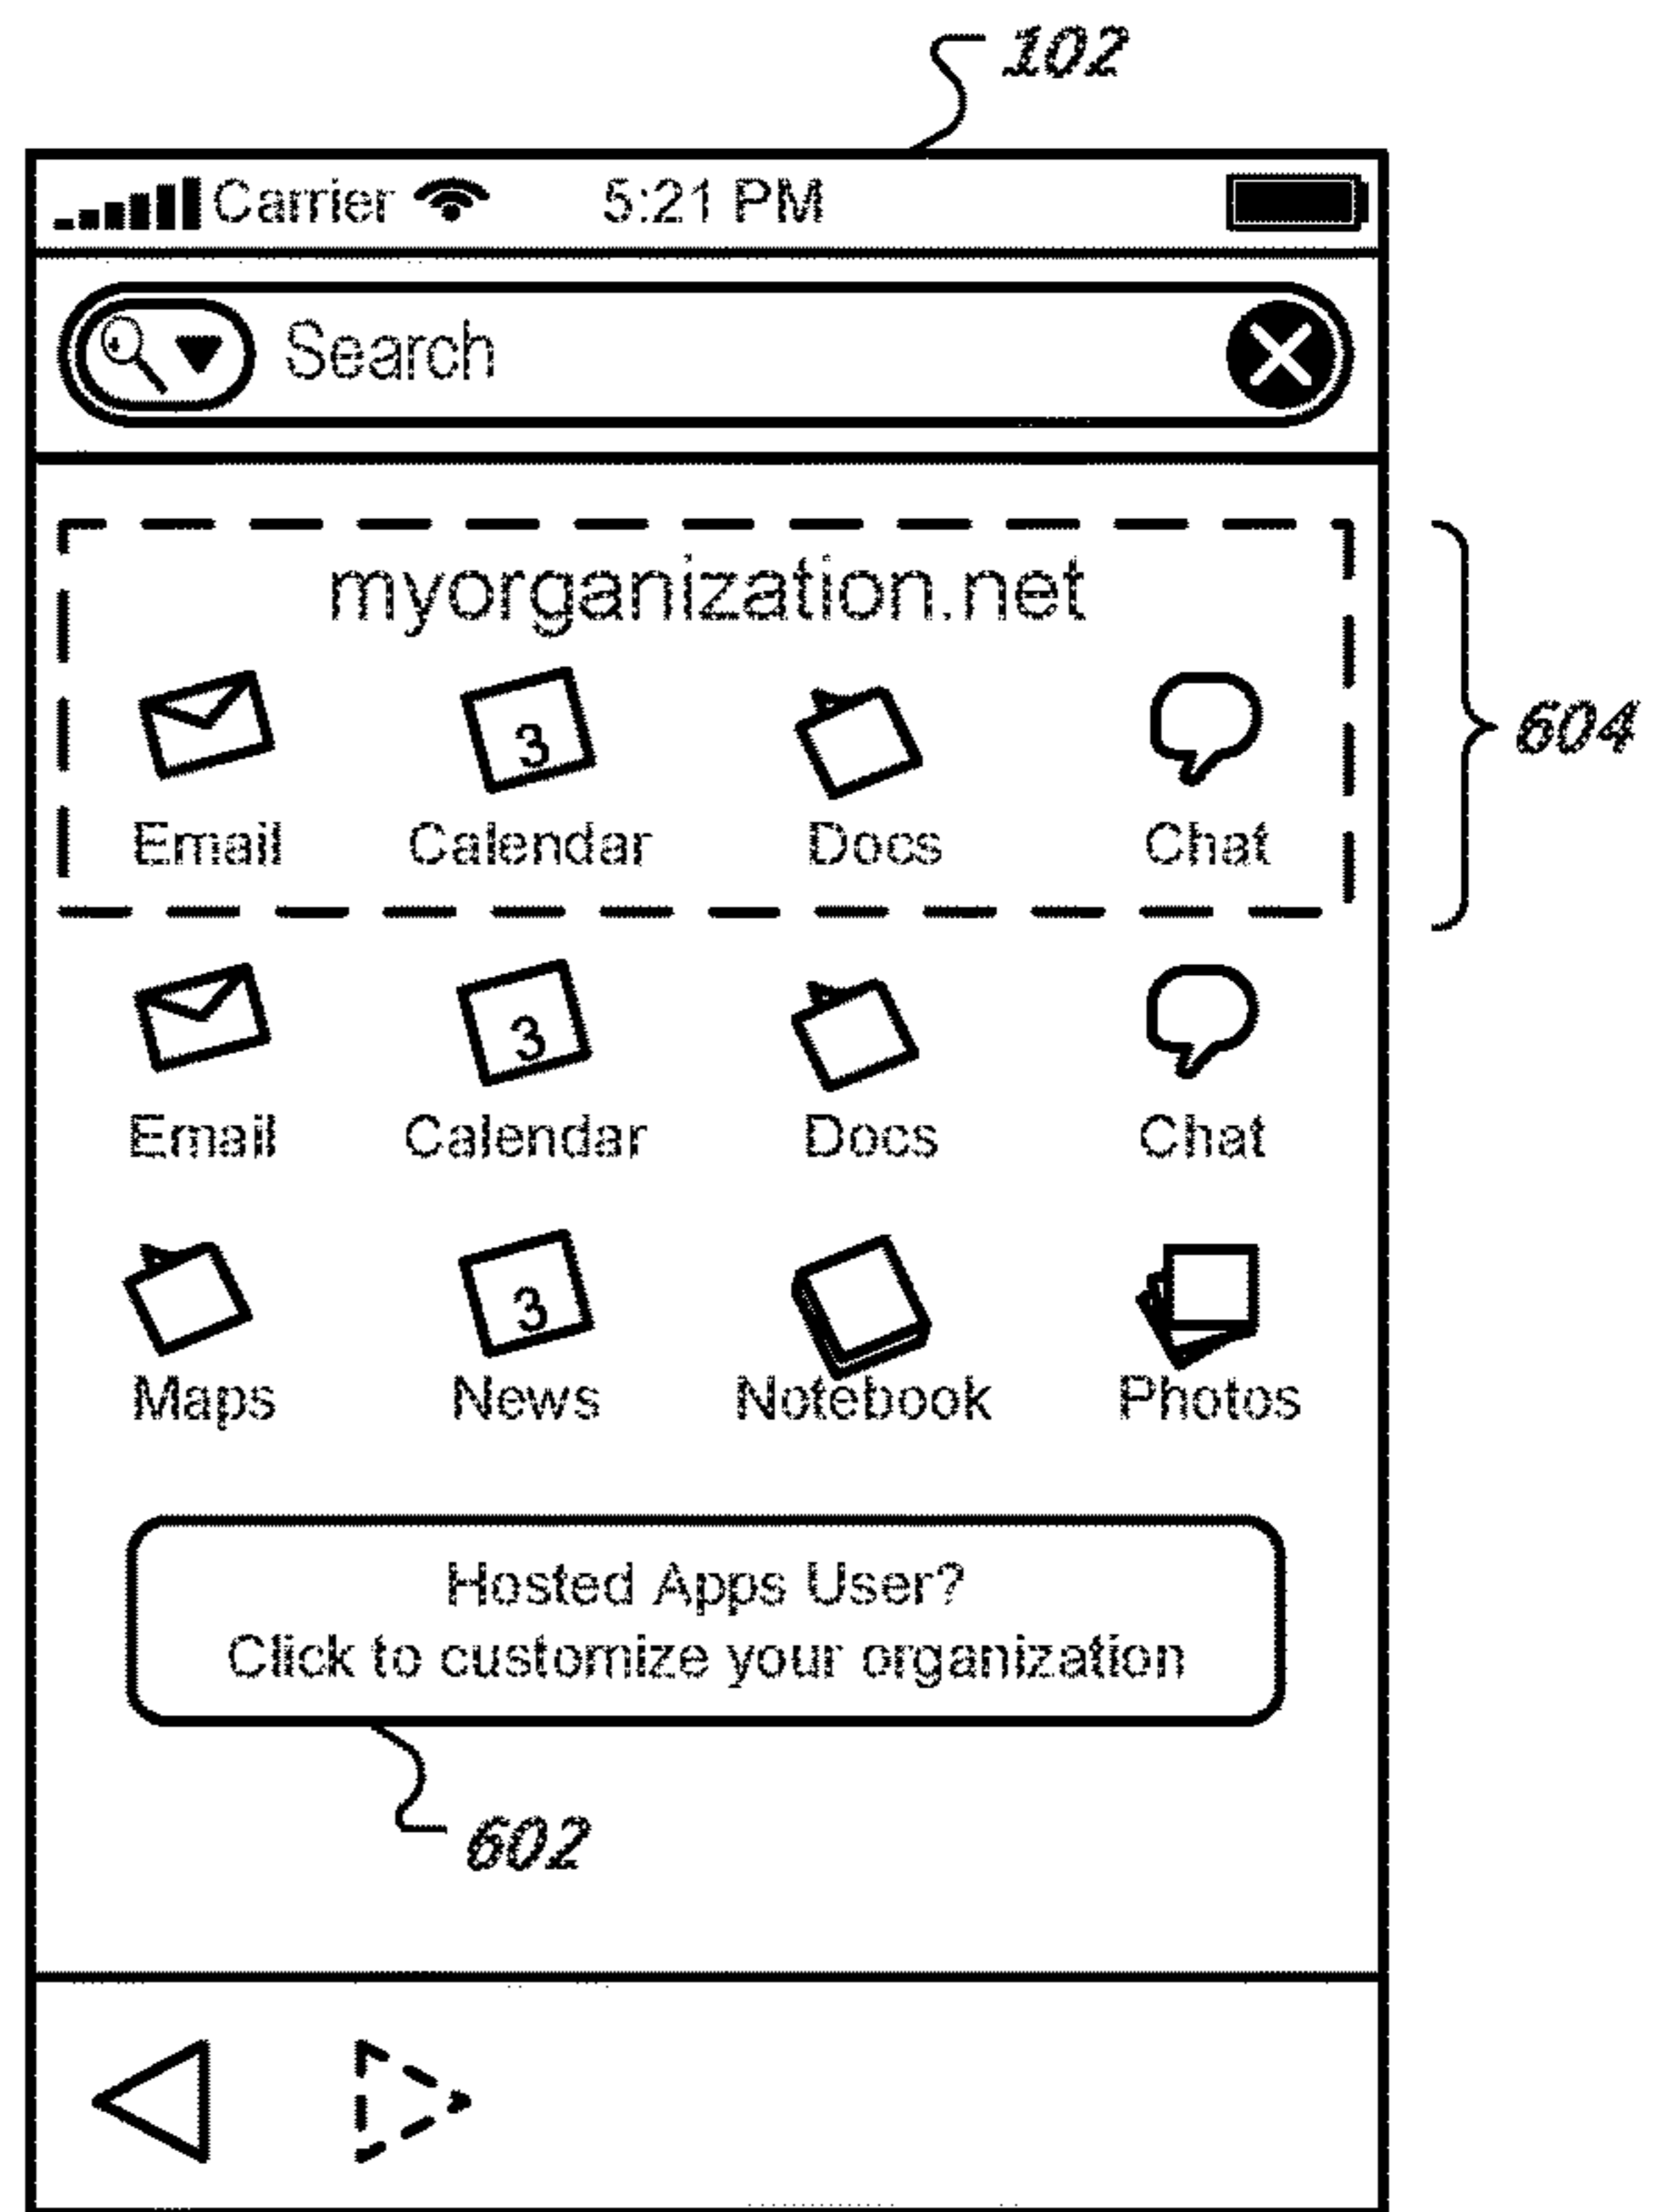 102
Carrier 5:21 PM
Search
myorganization.net
3
Email Calendar Docs Chat
604
3
Email Calendar Docs Chat
3
Maps News Notebook Photos
Hosted Apps User?
Click to customize your organization
602